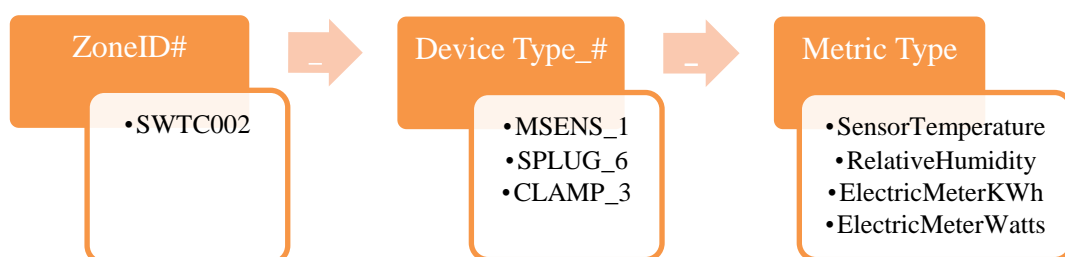 ZoneID#
•SWTC002
_
Device Type_#
•MSENS_1
•SPLUG_6
•CLAMP_3
_
Metric Type
•SensorTemperature
•RelativeHumidity
•ElectricMeterKWh
•ElectricMeterWatts